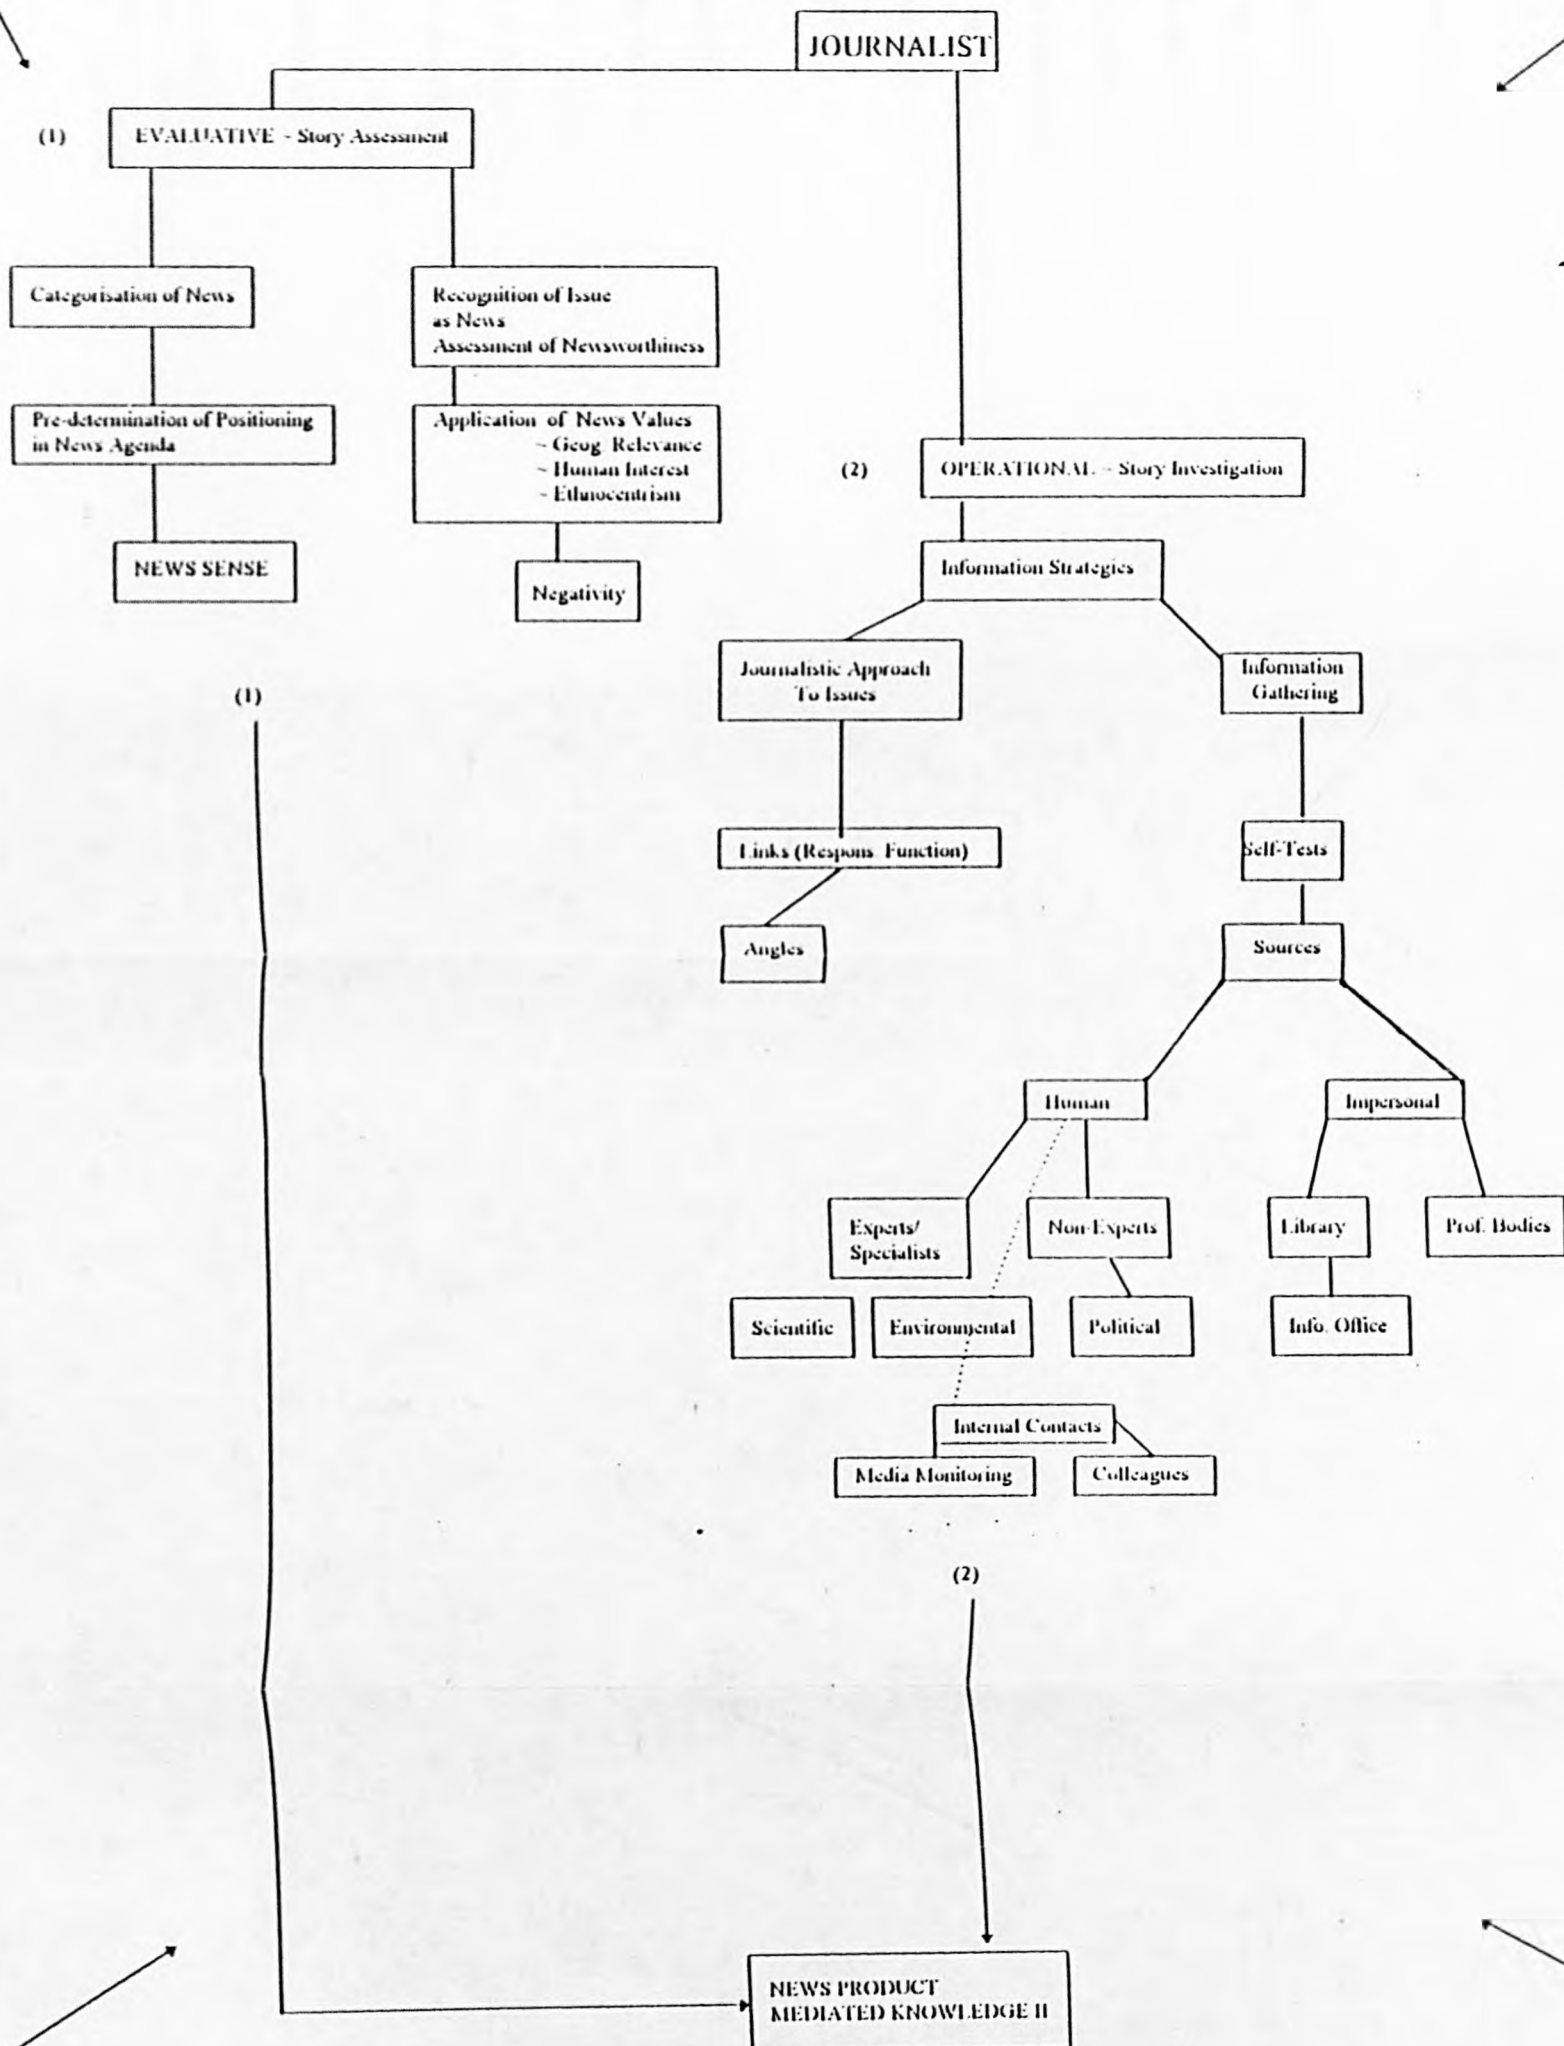 JOURNALIST
(1)
EVALUATIVE - Story Assessment
Categorisation of News
Recognition of Issue
as News
Assessment of Newsworthiness
Pre-determination of Positioning
in News Agenda
Application of News Values
~ Geog. Relevance
~ Human Interest
~ Ethnocentrism
NEWS SENSE
Negativity
(2)
OPERATIONAL - Story Investigation
Information Strategies
Journalistic Approach
To Issues
Information
Gathering
(1)
Links (Respons. Function)
Self-Tests
Angles
Sources
Human
Impersonal
Experts/
Specialists
Non-Experts
Library
Prof. Bodies
Scientific
Environmental
Political
Info. Office
Internal Contacts
Media Monitoring
Colleagues
(2)
NEWS PRODUCT
MEDIATED KNOWLEDGE II